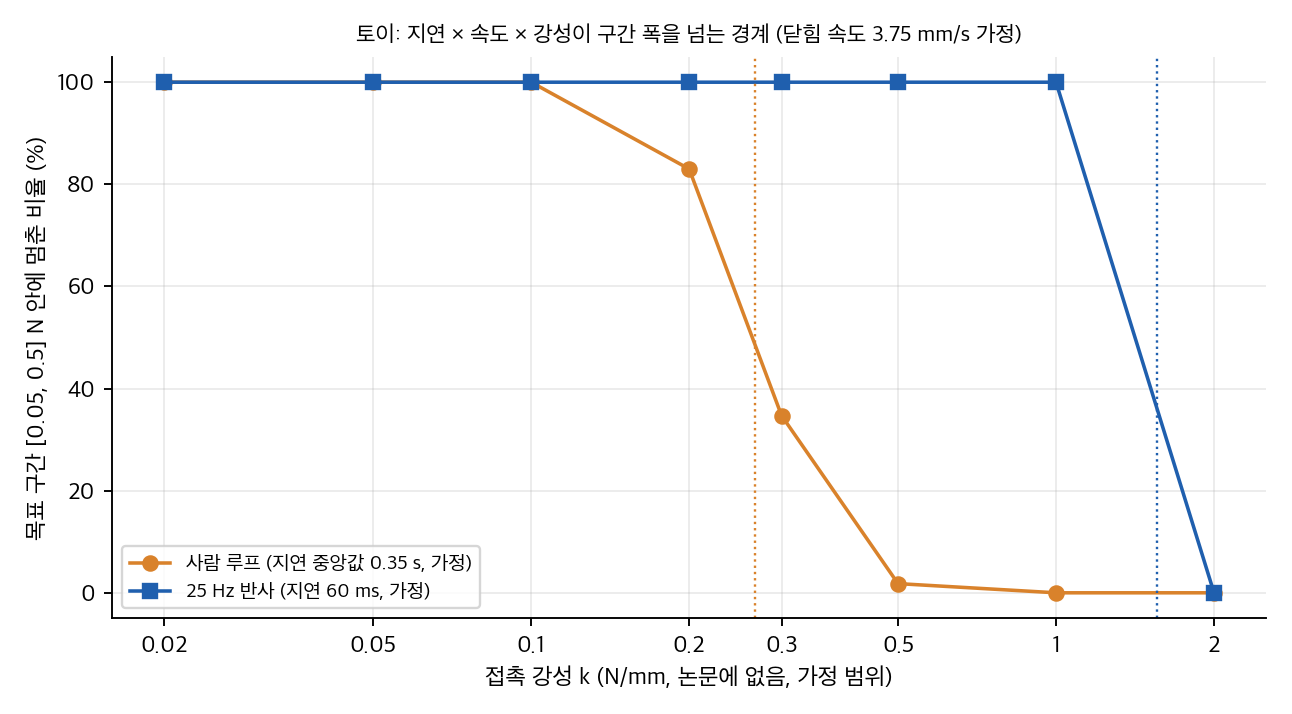 토이: 지연 × 속도 × 강성이 구간 폭을 넘는 경계 (닫힘 속도 3.75 mm/s 가정)
목표 구간 [0.05, 0.5] N 안에 멈춘 비율 (%)
100
80
60
40
20
0
사람 루프 (지연 중앙값 0.35 s, 가정)
25 Hz 반사 (지연 60 ms, 가정)
0.02
0.05
0.1
0.2
0.3
0.5
1
2
접촉 강성 k (N/mm, 논문에 없음, 가정 범위)